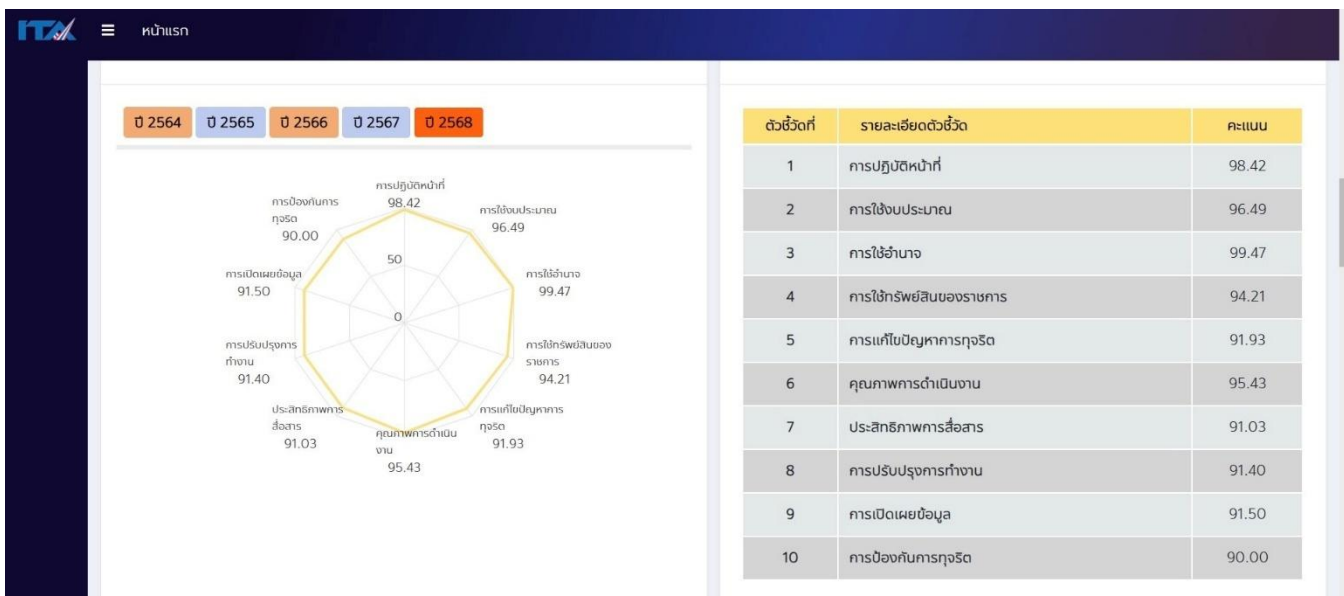 ITA
หน้าแรก
ปี 2564 ปี 2565 ปี 2566 ปี 2567 ปี 2568
การปฏิบัติหน้าที่
98.42
การใช้งบประมาณ
96.49
การใช้อำนาจ
99.47
การใช้ทรัพย์สินของ
ราชการ
94.21
การแก้ไขปัญหาการ
ทุจริต
91.93
คุณภาพการดำเนิน
งาน
95.43
ประสิทธิภาพการ
สื่อสาร
91.03
การปรับปรุงการ
ทำงาน
91.40
การเปิดเผยข้อมูล
91.50
การป้องกันการ
ทุจริต
90.00
50
0
ตัวชี้วัดที่ รายละเอียดตัวชี้วัด คะแนน
1 การปฏิบัติหน้าที่ 98.42
2 การใช้งบประมาณ 96.49
3 การใช้อำนาจ 99.47
4 การใช้ทรัพย์สินของราชการ 94.21
5 การแก้ไขปัญหาการทุจริต 91.93
6 คุณภาพการดำเนินงาน 95.43
7 ประสิทธิภาพการสื่อสาร 91.03
8 การปรับปรุงการทำงาน 91.40
9 การเปิดเผยข้อมูล 91.50
10 การป้องกันการทุจริต 90.00